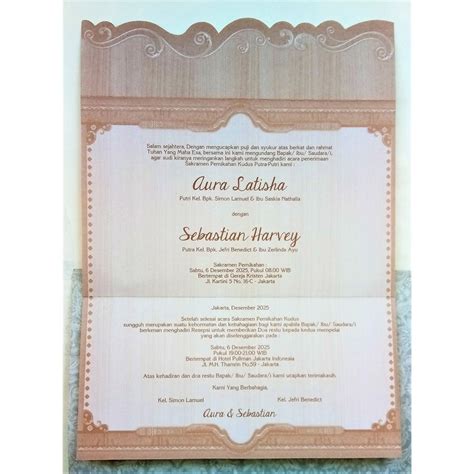 Salam sejahtera, Dengan mengucapkan puji dan syukur atas berkat dan rahmat
Tuhan Yang Maha Esa, bersama ini kami mengundang Bapak/ Ibu/ Saudara/i,
agar sudi kiranya meringankan langkah untuk menghadiri acara penerimaan
Sakramen Pernikahan Kudus Putra-Putri kami :
Aura Latisha
Putri Kel. Bpk. Simon Lamuel & Ibu Saskia Nathalia
dengan
Sebastian Harvey
Putra Kel. Bpk. Jefri Benedict & Ibu Zerlinda Ayu
Sakramen Pernikahan :
Sabtu, 6 Desember 2025, Pukul 08.00 WIB
Bertempat di Gereja Kristen Jakarta
Jl. Kartini 5 No. 16-C - Jakarta
Jakarta, Desember 2025
Setelah selesai acara Sakramen Pernikahan Kudus
sungguh merupakan suatu kehormatan dan kebahagiaan bagi kami apabila Bapak/ Ibu/ Saudara/i
berkenan menghadiri Resepsi untuk memberikan Doa restu kepada kedua mempelai
yang akan diselenggarakan pada:
Sabtu, 6 Desember 2025
Pukul 19.00-21.00 WIB
Bertempat di Hotel Pullman Jakarta Indonesia
Jl. M.H. Thamrin No.59 - Jakarta
Atas kehadiran dan doa restu Bapak/ Ibu/ Saudara/i kami ucapkan terimakasih.
Kami Yang Berbahagia,
Kel. Simon Lamuel Kel. Jefri Benedict
Aura & Sebastian